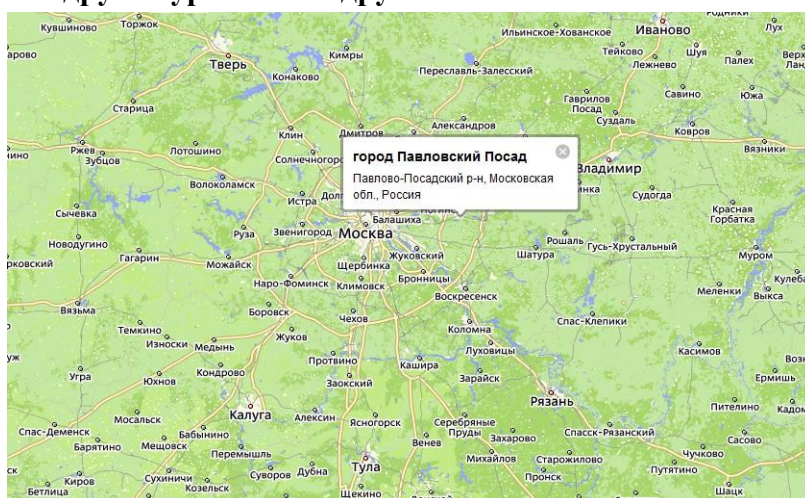 Кувшиново
Торжок
Ильинское-Хованское
Иваново
Лух
Тверь
Кимры
Тейково
Шуя
Палех
Конаково
Переславль-Залесский
Лежнево
Старица
Гаврилов
Посад
Савино
Южа
Суздаль
Клин
Дмитров
Александров
Ковров
Ржев
Зубцов
Лотошино
Вязники
город Павловский Посад
Павлово-Посадский р-н, Московская
обл., Россия
Владимир
Волоколамск
Истра
Судогда
Сычевка
Балашиха
Красная
Горбатка
Руза
Звенигород
Москва
Новодугино
Рошаль
Гусь-Хрустальный
Гагарин
Можайск
Щербинка
Жуковский
Шатура
Муром
Наро-Фоминск
Климовск
Бронницы
Меленки
Выкса
Воскресенск
Вязьма
Боровск
Чехов
Спас-Клепики
Темкино
Коломна
Износки
Медынь
Жуков
Луховицы
Касимов
Протвино
Кашира
Угра
Юхнов
Кондрово
Заокский
Зарайск
Ермишь
Рязань
Пителино
Мосальск
Калуга
Алексин
Ясногорск
Серебряные
Пруды
Спас-Деменск
Бабынино
Захарово
Спасск-Рязанский
Сасово
Барятино
Мещовск
Венев
Перемышль
Михайлов
Старожилово
Чучково
Тула
Путятино
Киров
Сухиничи
Суворов
Дубна
Пронск
Бетлица
Козельск
Щекино
Шацк